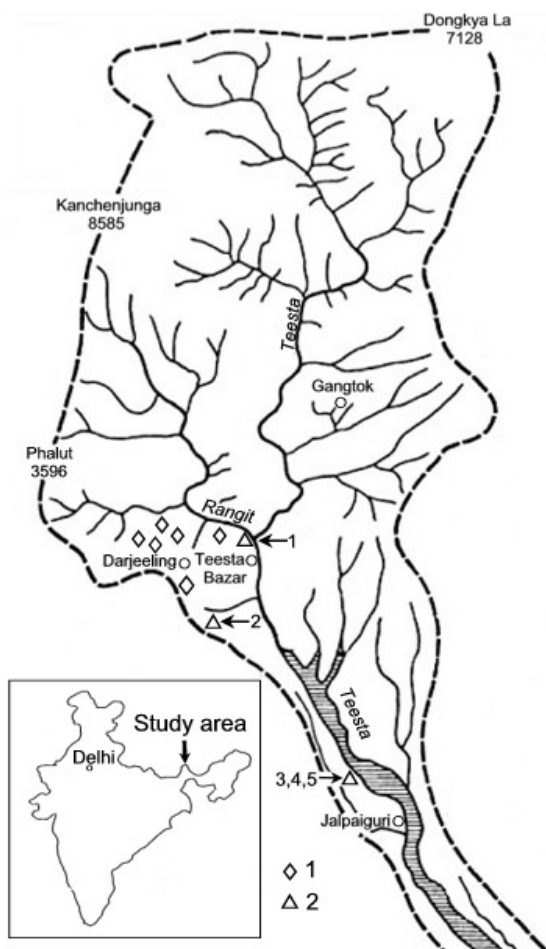 Dongkya La
7128
Kanchenjunga
8585
Teesta
Gangtok
Phalut
3596
Rangit
1
Darjeeling
Teesta
Bazar
2
Teesta
Study area
Delhi
3,4,5
Jalpaiguri
1
2